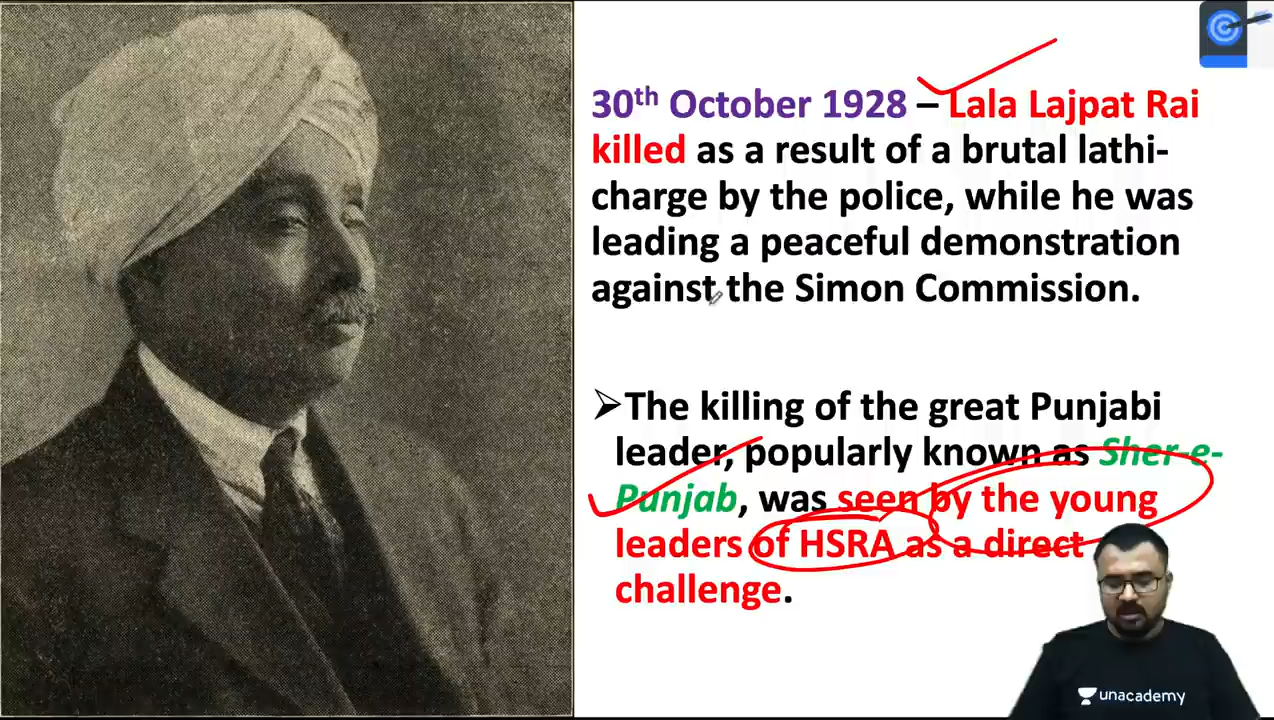 30th October 1928 – Lala Lajpat Rai
killed as a result of a brutal lathi-
charge by the police, while he was
leading a peaceful demonstration
against the Simon Commission.
➢The killing of the great Punjabi
leader, popularly known as Sher-e-
Punjab, was seen by the young
leaders of HSRA as a direct
challenge.
unacademy